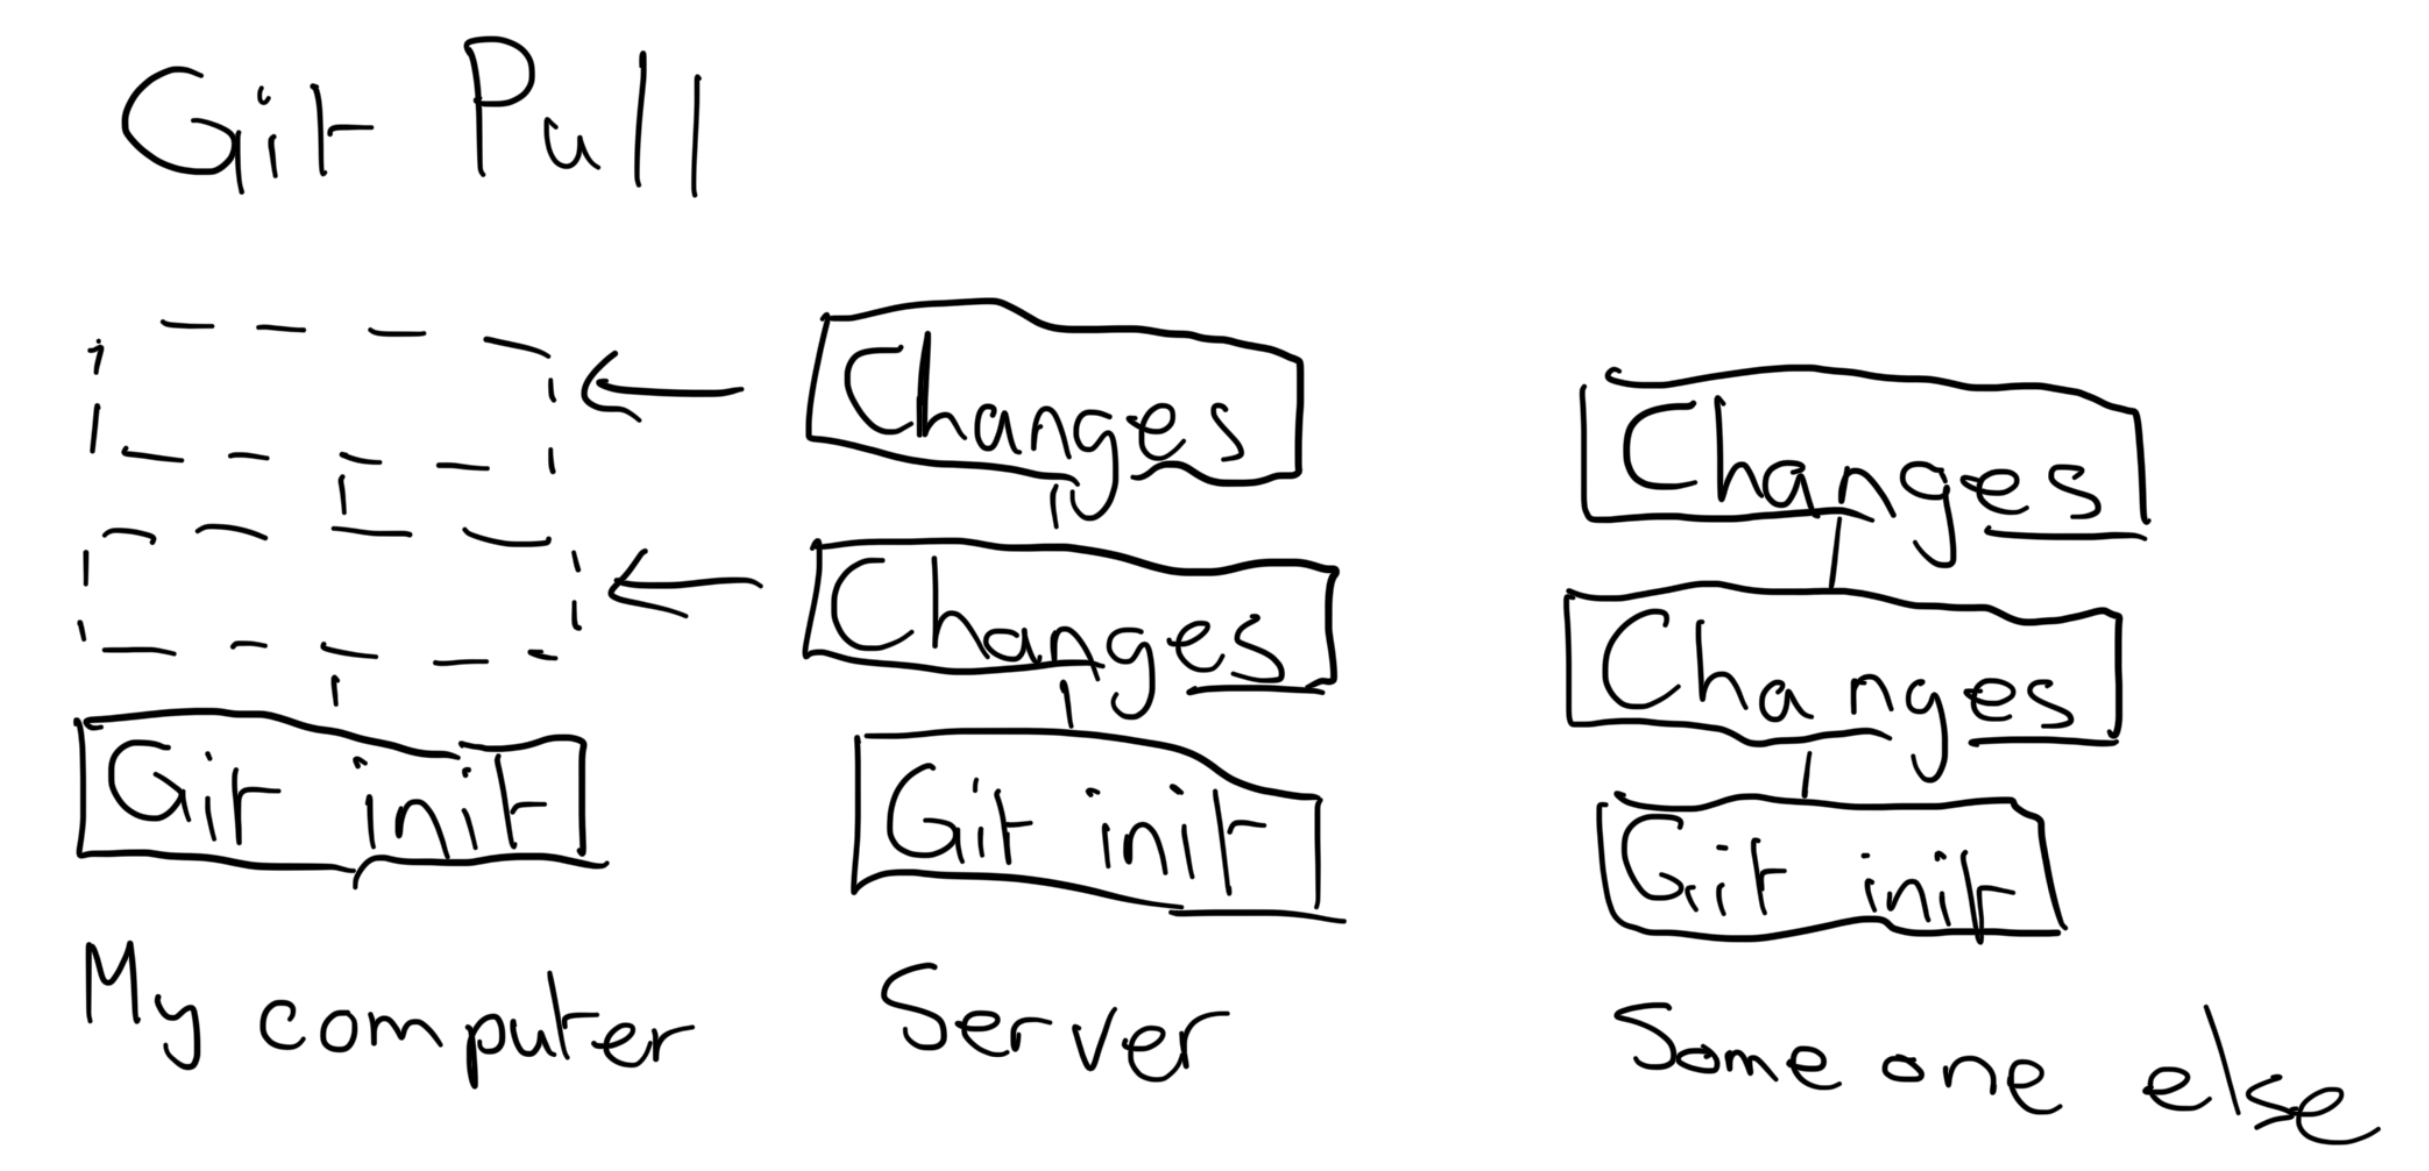 Git Pull
Changes
Changes
Changes
Changes
Git init
Git init
Git init
My computer
Server
Some one else